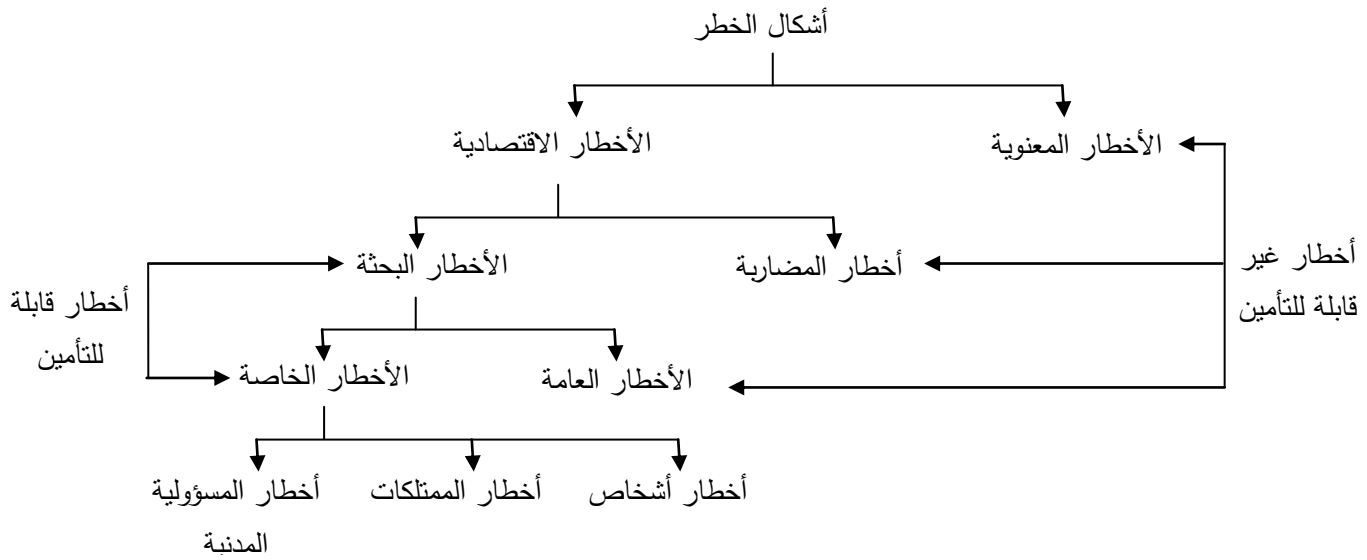 أشكال الخطر
الأخطار المعنوية
الأخطار الاقتصادية
أخطار غير
قابلة للتأمين
أخطار المضاربة
الأخطار البحثة
أخطار قابلة
للتأمين
الأخطار العامة
الأخطار الخاصة
أخطار أشخاص
أخطار الممتلكات
أخطار المسؤولية
المدنية